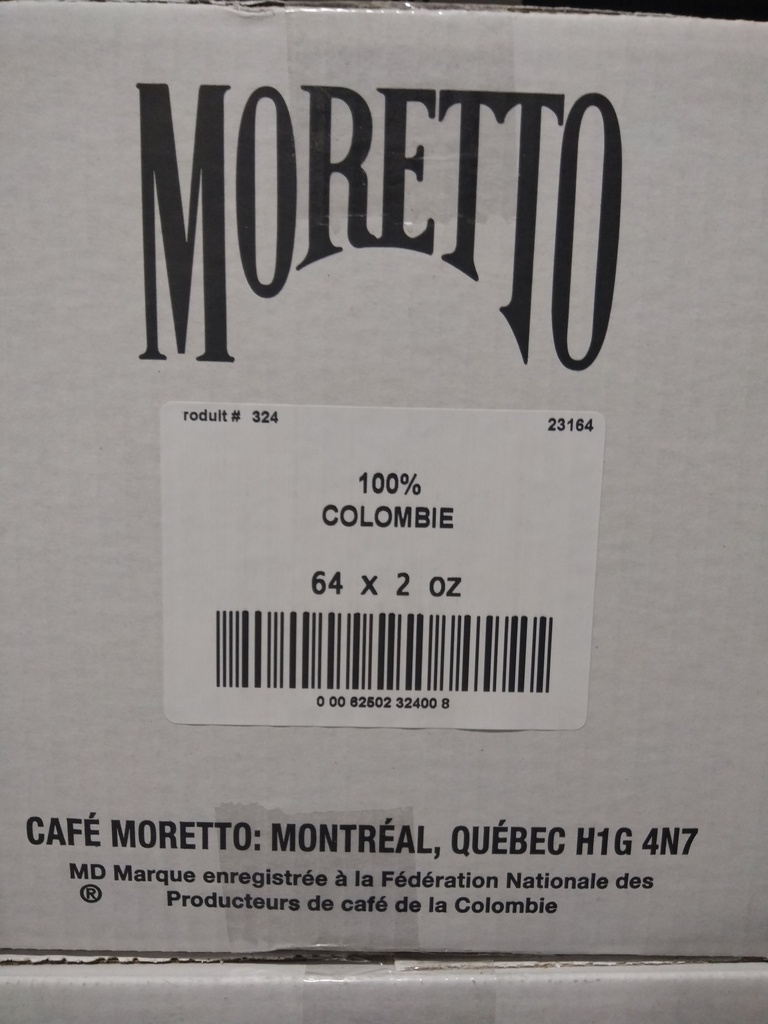 MORETTO
roduit # 324 23164
100%
COLOMBIE
64 x 2 oz
0 00 62502 32400 8
CAFÉ MORETTO: MONTRÉAL, QUÉBEC H1G 4N7
MD Marque enregistrée à la Fédération Nationale des
® Producteurs de café de la Colombie